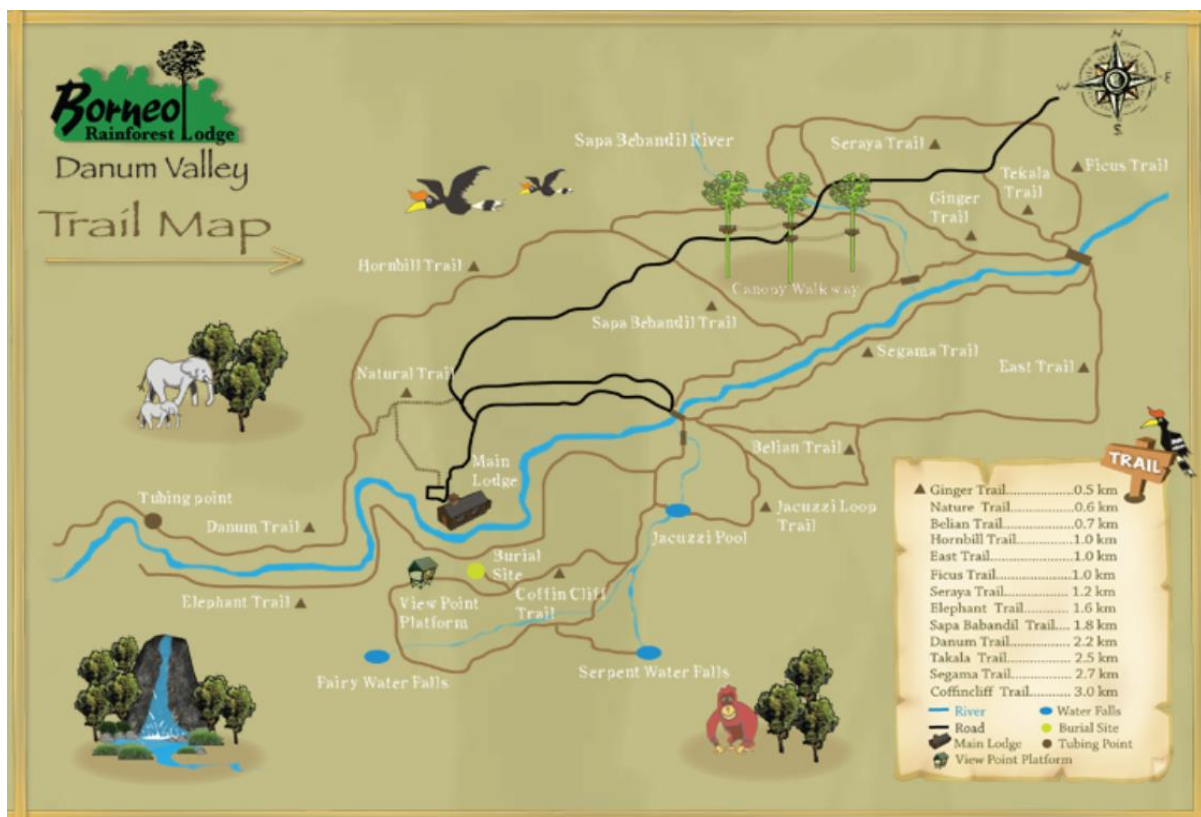 Borneo
Rainforest Lodge
Danum Valley
Trail Map
N
W
E
S
Sapa Bebandil River
Seraya Trail
Tekala
Trail
Ficus Trail
Ginger
Trail
Hornbill Trail
Canopy Walkway
Sapa Bebandil Trail
Segama Trail
East Trail
Natural Trail
Belian Trail
Main
Lodge
Tubing point
Danum Trail
Jacuzzi Loop
Trail
Jacuzzi Pool
Burial
Site
Elephant Trail
View Point
Platform
Coffin Cliff
Trail
Fairy Water Falls
Serpent Water Falls
TRAIL
Ginger Trail..................0.5 km
Nature Trail..................0.6 km
Belian Trail...................0.7 km
Hornbill Trail................1.0 km
East Trail......................1.0 km
Ficus Trail....................1.0 km
Seraya Trail..................1.2 km
Elephant Trail..............1.6 km
Sapa Babandil Trail....1.8 km
Danum Trail.................2.2 km
Takala Trail..................2.5 km
Segama Trail.................2.7 km
Coffincliff Trail............3.0 km
River
Water Falls
Road
Burial Site
Main Lodge
Tubing Point
View Point Platform